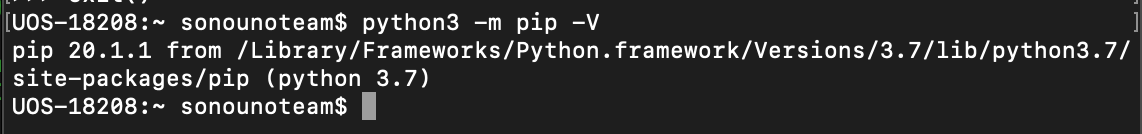 [UOS-18208:~ sonounoteam$ python3 -m pip -V ]
pip 20.1.1 from /Library/Frameworks/Python.framework/Versions/3.7/lib/python3.7/
site-packages/pip (python 3.7)
UOS-18208:~ sonounoteam$